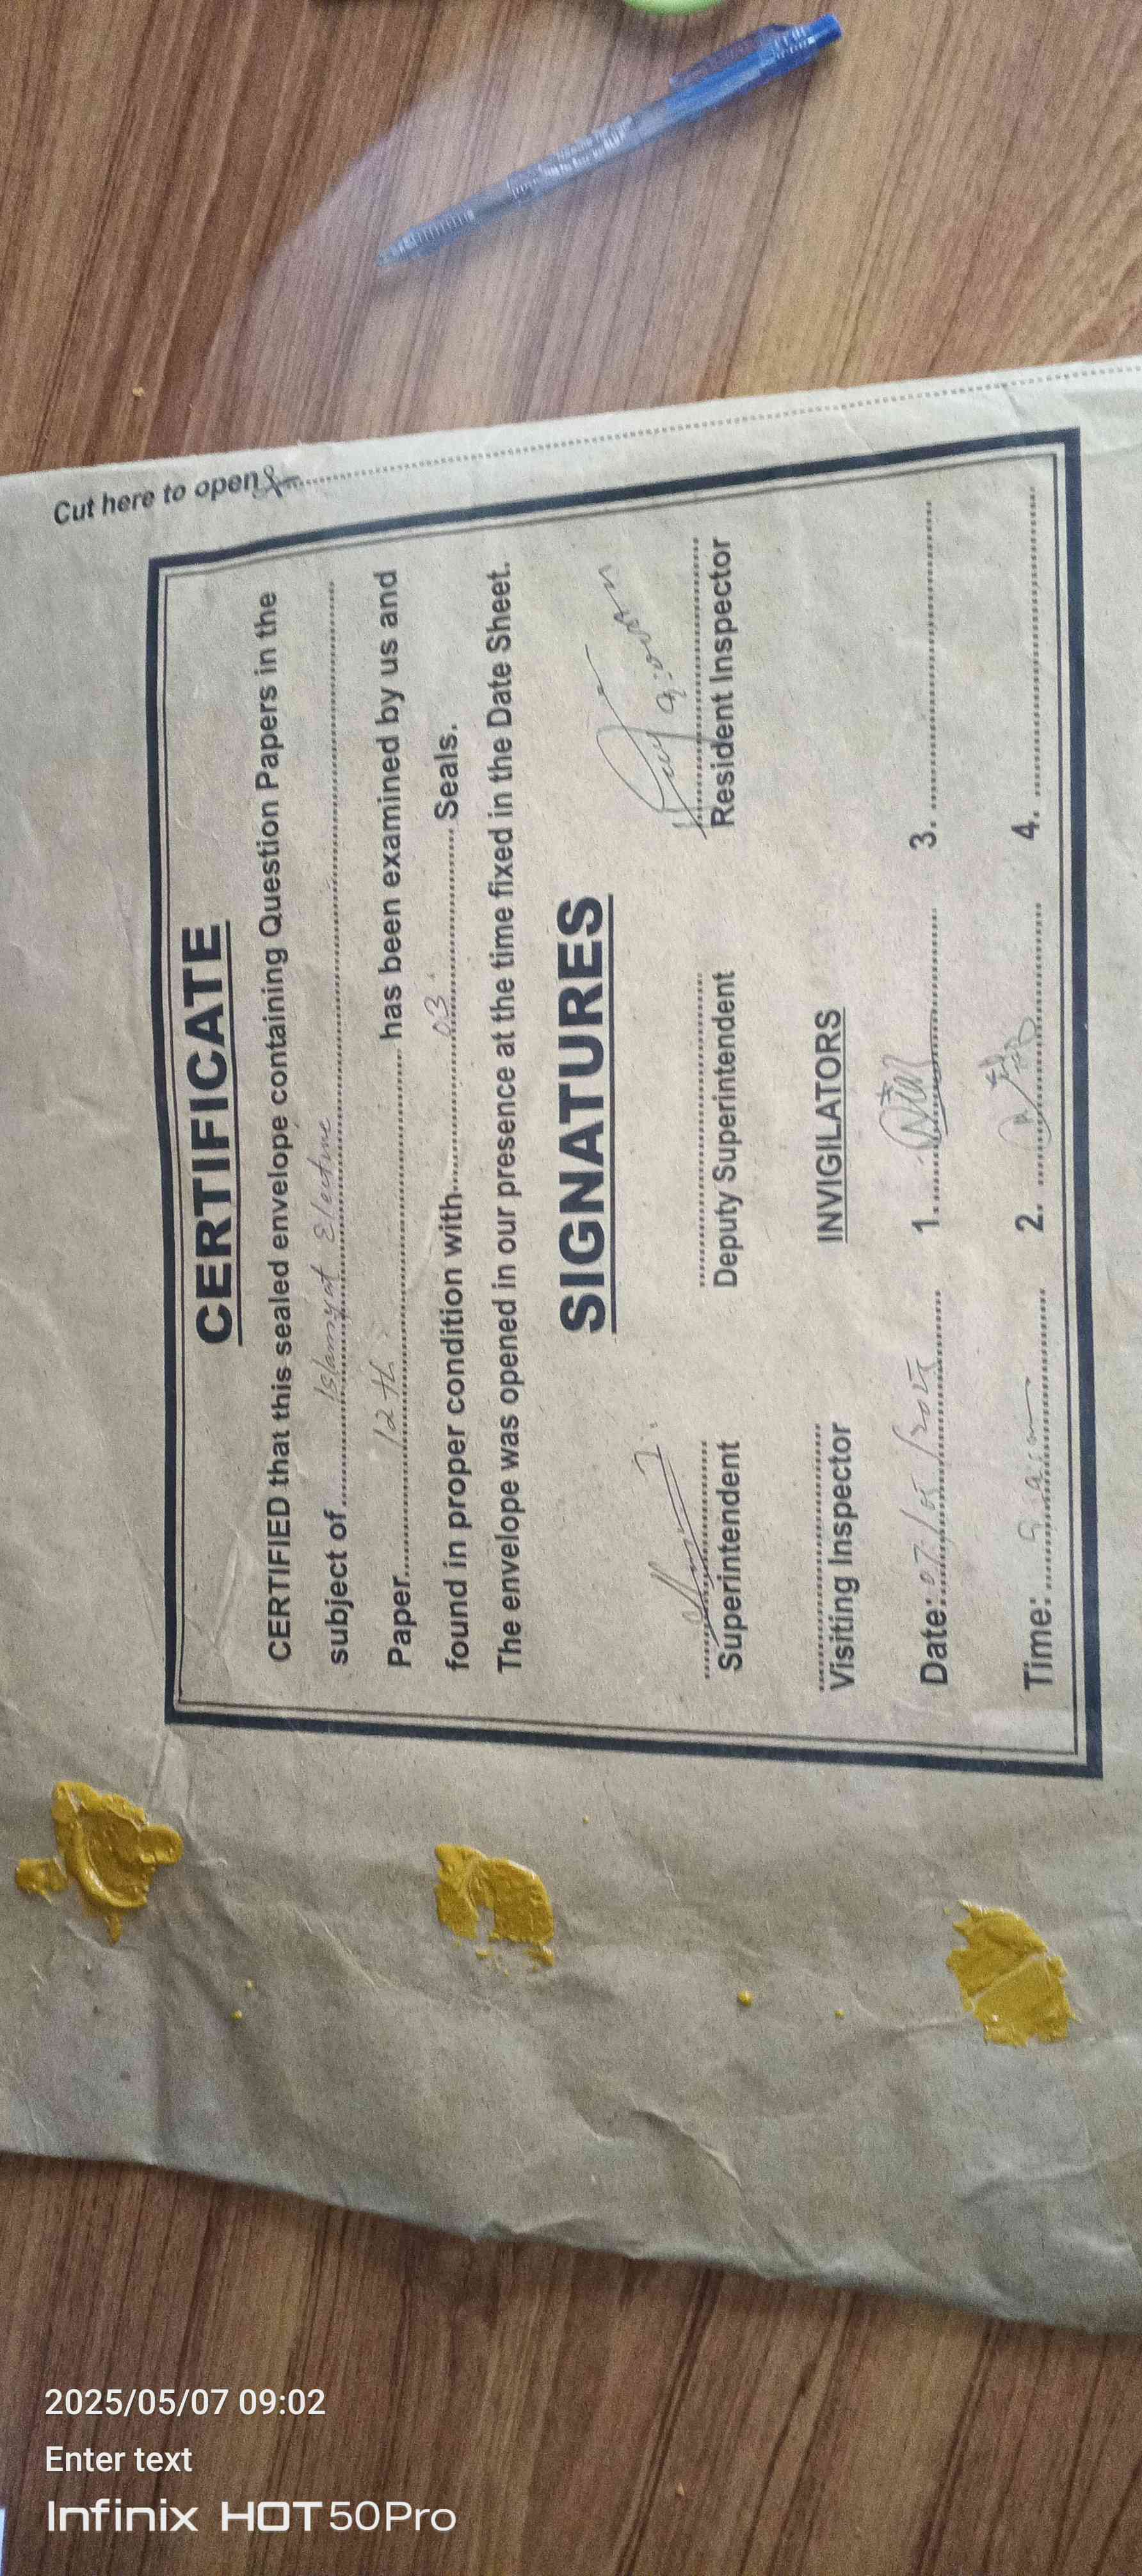 Cut here to open
CERTIFICATE
CERTIFIED that this sealed envelope containing Question Papers in the
subject of Islamyat Elective
Paper 12th has been examined by us and
found in proper condition with 03 Seals.
The envelope was opened in our presence at the time fixed in the Date Sheet.
SIGNATURES
Superintendent Deputy Superintendent Resident Inspector
Visiting Inspector INVIGILATORS
Date: 07/05/2025 1. 3.
Time: 2. 4.
2025/05/07 09:02
Enter text
Infinix HOT 50Pro